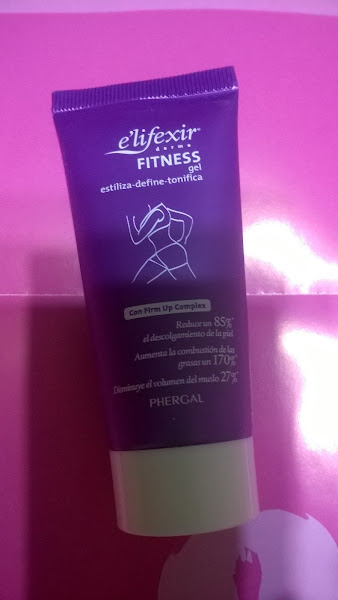 e'lifexir®
dermo
FITNESS
gel
estiliza-define-tonifica
Con Firm Up Complex
Reduce un 85%*
el descolgamiento de la piel
Aumenta la combustión de las
grasas un 170%*
Disminuye el volumen del muslo 27%*
PHERGAL